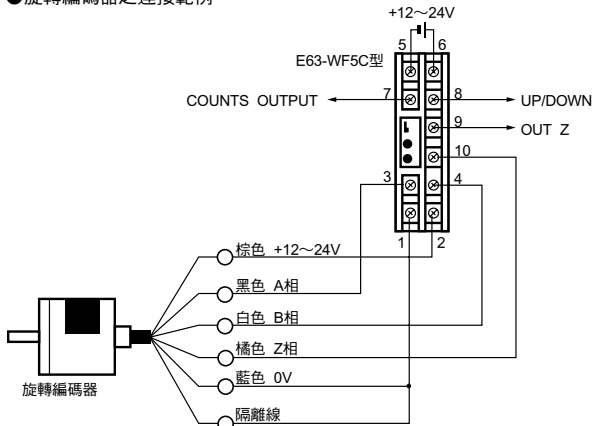 ●旋轉編碼器之連接範例
+12～24V
5 6
E63-WF5C型
7 8
COUNTS OUTPUT
UP/DOWN
9
OUT Z
10
3 4
1 2
棕色 +12～24V
黑色 A相
白色 B相
橘色 Z相
藍色 0V
隔離線
旋轉編碼器